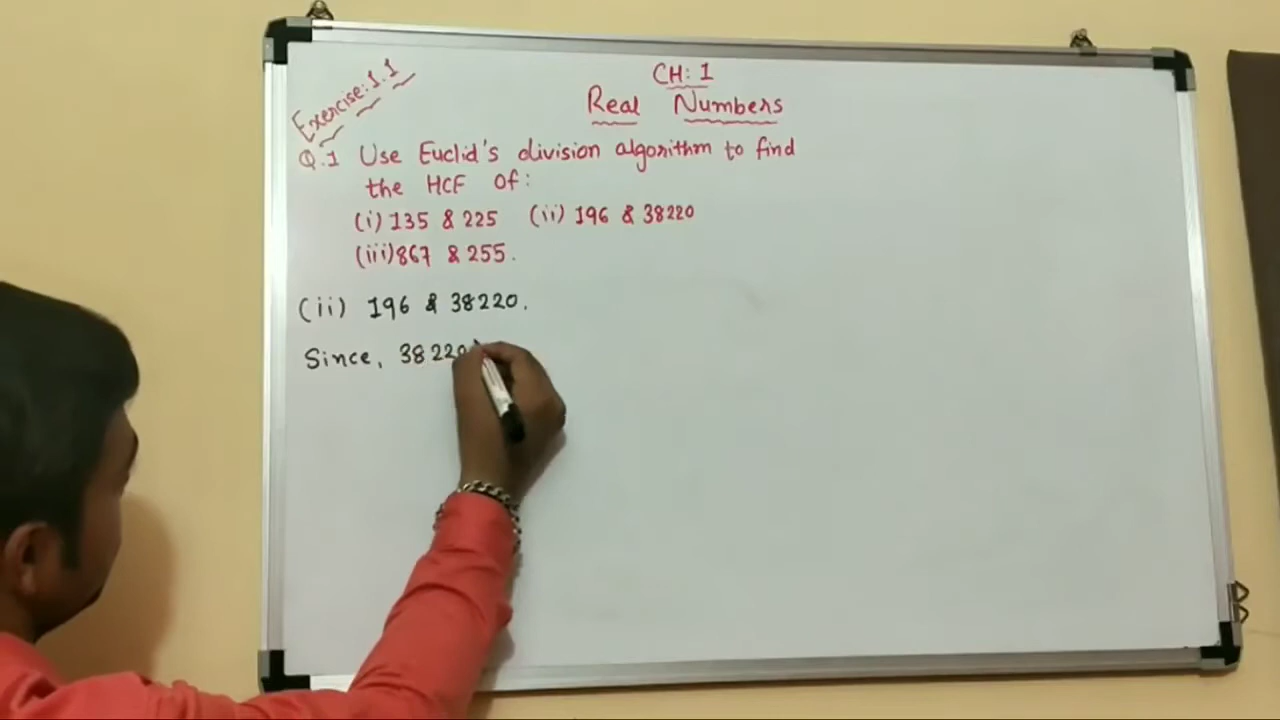 CH: 1
Real Numbers
Exercise: 1.1
Q.1 Use Euclid's division algorithm to find
the HCF of:
(i) 135 & 225 (ii) 196 & 38220
(iii) 867 & 255.
(ii) 196 & 38220.
Since, 38220